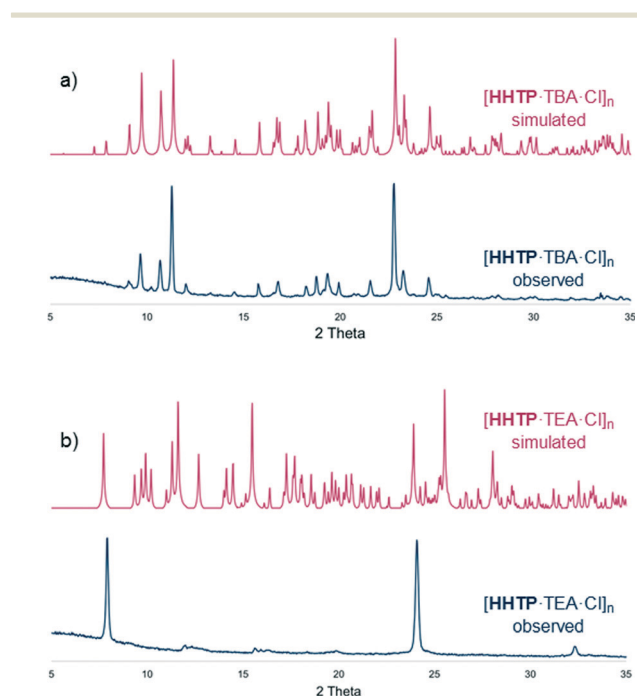 a)
[HHTP·TBA·Cl]n
simulated
[HHTP·TBA·Cl]n
observed
5 10 15 20 25 30 35
2 Theta
b)
[HHTP·TEA·Cl]n
simulated
[HHTP·TEA·Cl]n
observed
5 10 15 20 25 30 35
2 Theta